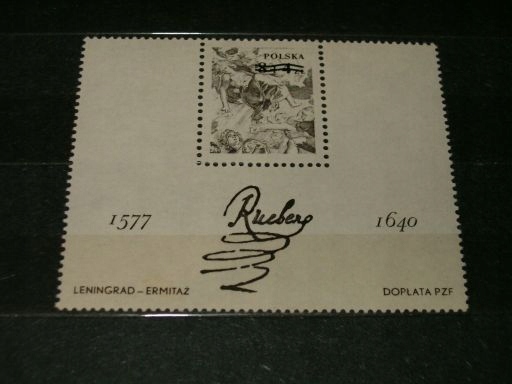 POLSKA
1577
Rubens
1640
LENINGRAD – ERMITAŻ
DOPŁATA PZF